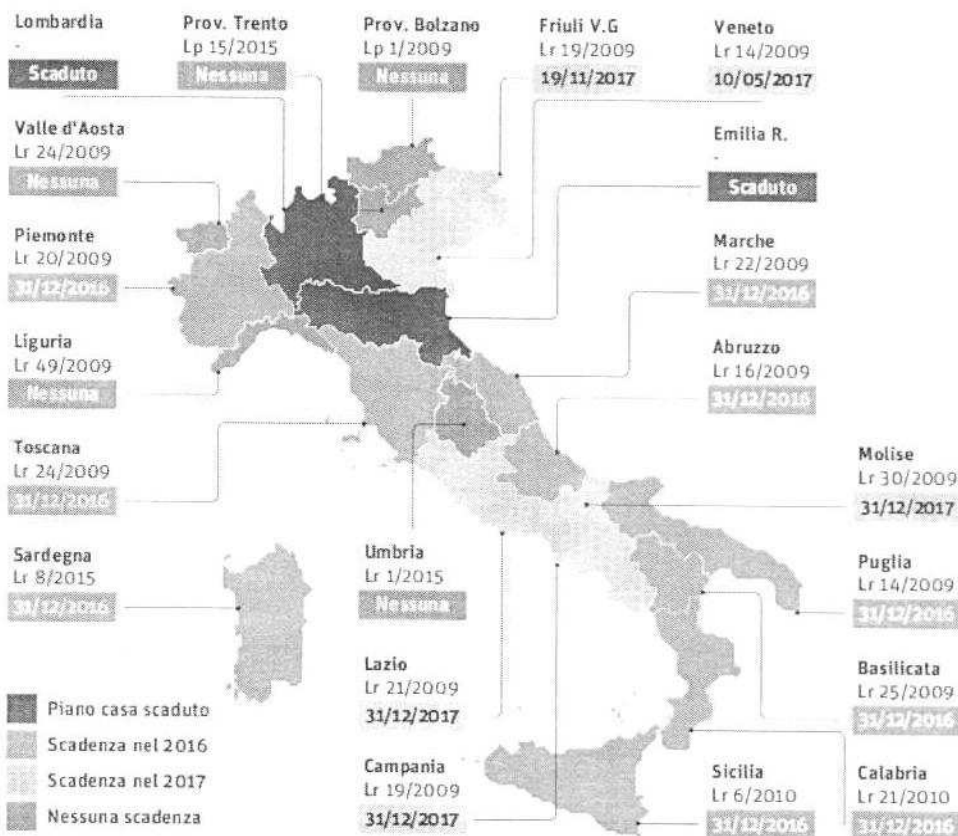 Lombardia
-
Scaduto
Prov. Trento
Lp 15/2015
Nessuna
Prov. Bolzano
Lp 1/2009
Nessuna
Friuli V.G
Lr 19/2009
19/11/2017
Veneto
Lr 14/2009
10/05/2017
Valle d'Aosta
Lr 24/2009
Nessuna
Emilia R.
-
Scaduto
Piemonte
Lr 20/2009
31/12/2016
Marche
Lr 22/2009
31/12/2016
Liguria
Lr 49/2009
Nessuna
Abruzzo
Lr 16/2009
31/12/2016
Toscana
Lr 24/2009
31/12/2016
Molise
Lr 30/2009
31/12/2017
Sardegna
Lr 8/2015
31/12/2016
Umbria
Lr 1/2015
Nessuna
Puglia
Lr 14/2009
31/12/2016
Lazio
Lr 21/2009
31/12/2017
Basilicata
Lr 25/2009
31/12/2016
Campania
Lr 19/2009
31/12/2017
Sicilia
Lr 6/2010
31/12/2016
Calabria
Lr 21/2010
31/12/2016
Piano casa scaduto
Scadenza nel 2016
Scadenza nel 2017
Nessuna scadenza